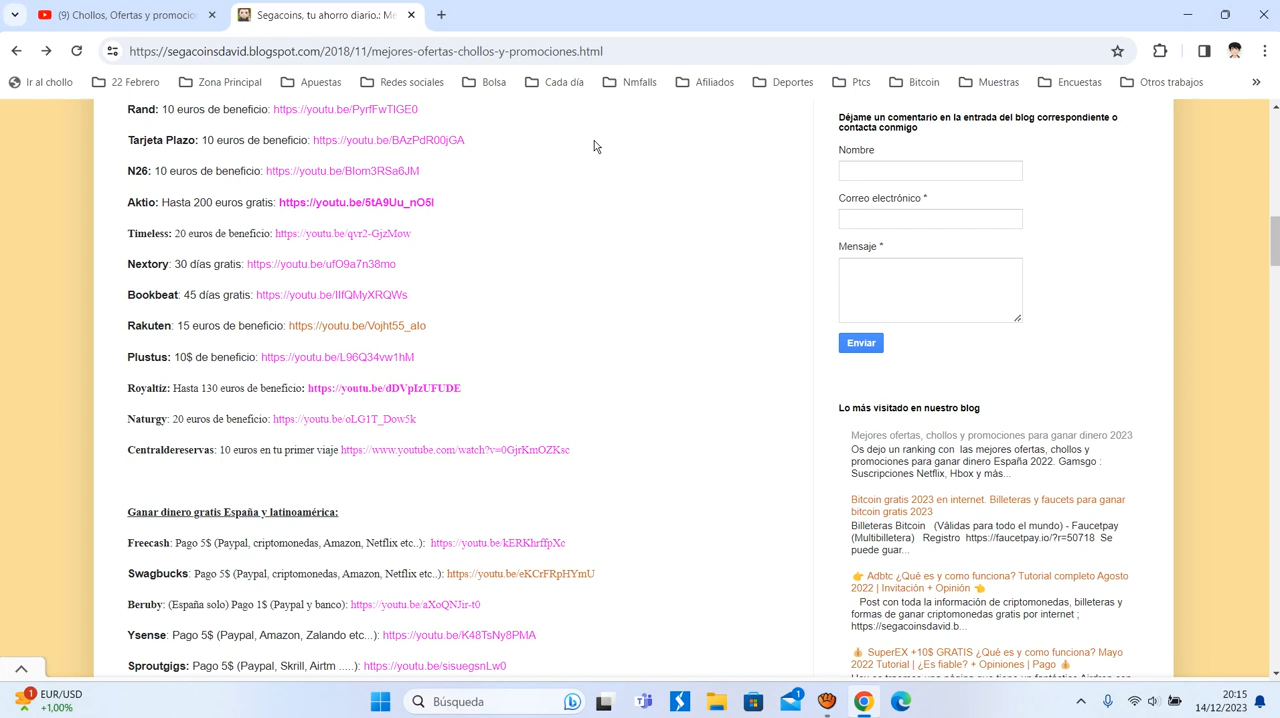 (9) Chollos, Ofertas y promocio
Segacoins, tu ahorro diario.: Me
https://segacoinsdavid.blogspot.com/2018/11/mejores-ofertas-chollos-y-promociones.html
Ir al chollo
22 Febrero
Zona Principal
Apuestas
Redes sociales
Bolsa
Cada día
Nmfalls
Afiliados
Deportes
Ptcs
Bitcoin
Muestras
Encuestas
Otros trabajos
»
Rand: 10 euros de beneficio: https://youtu.be/PyrfFwTIGE0
Tarjeta Plazo: 10 euros de beneficio: https://youtu.be/BAzPdR00jGA
N26: 10 euros de beneficio: https://youtu.be/BIom3RSa6JM
Aktio: Hasta 200 euros gratis: https://youtu.be/5tA9Uu_nO5I
Timeless: 20 euros de beneficio: https://youtu.be/qvr2-GjzMow
Nextory: 30 días gratis: https://youtu.be/ufO9a7n38mo
Bookbeat: 45 días gratis: https://youtu.be/IIfQMyXRQWs
Rakuten: 15 euros de beneficio: https://youtu.be/Vojht55_aIo
Plustus: 10$ de beneficio: https://youtu.be/L96Q34vw1hM
Royaltiz: Hasta 130 euros de beneficio: https://youtu.be/dDVpIzUFUDE
Naturgy: 20 euros de beneficio: https://youtu.be/oLG1T_Dow5k
Centraldereservas: 10 euros en tu primer viaje https://www.youtube.com/watch?v=0GjrKmOZKsc
Ganar dinero gratis España y latinoamérica:
Freecash: Pago 5$ (Paypal, criptomonedas, Amazon, Netflix etc..): https://youtu.be/kERKhrffpXc
Swagbucks: Pago 5$ (Paypal, criptomonedas, Amazon, Netflix etc..): https://youtu.be/eKCrFRpHYmU
Beruby: (España solo) Pago 1$ (Paypal y banco): https://youtu.be/aXoQNJir-t0
Ysense: Pago 5$ (Paypal, Amazon, Zalando etc...): https://youtu.be/K48TsNy8PMA
Sproutgigs: Pago 5$ (Paypal, Skrill, Airtm .....): https://youtu.be/sisuegsnLw0
Déjame un comentario en la entrada del blog correspondiente o
contacta conmigo
Nombre
Correo electrónico *
Mensaje *
Enviar
Lo más visitado en nuestro blog
Mejores ofertas, chollos y promociones para ganar dinero 2023
Os dejo un ranking con las mejores ofertas, chollos y
promociones para ganar dinero España 2022. Gamsgo :
Suscripciones Netflix, Hbox y más...
Bitcoin gratis 2023 en internet. Billeteras y faucets para ganar
bitcoin gratis 2023
Billeteras Bitcoin (Válidas para todo el mundo) - Faucetpay
(Multibilletera) Registro https://faucetpay.io/?r=50718 Se
puede guar...
👉 Adbtc ¿Qué es y como funciona? Tutorial completo Agosto
2022 | Invitación + Opinión 👈
Post con toda la información de criptomonedas, billeteras y
formas de ganar criptomonedas gratis por internet ;
https://segacoinsdavid.b...
💰 SuperEX +10$ GRATIS ¿Qué es y como funciona? Mayo
2022 Tutorial | ¿Es fiable? + Opiniones | Pago 💰
1
EUR/USD
+1,00%
Búsqueda
1
20:15
14/12/2023